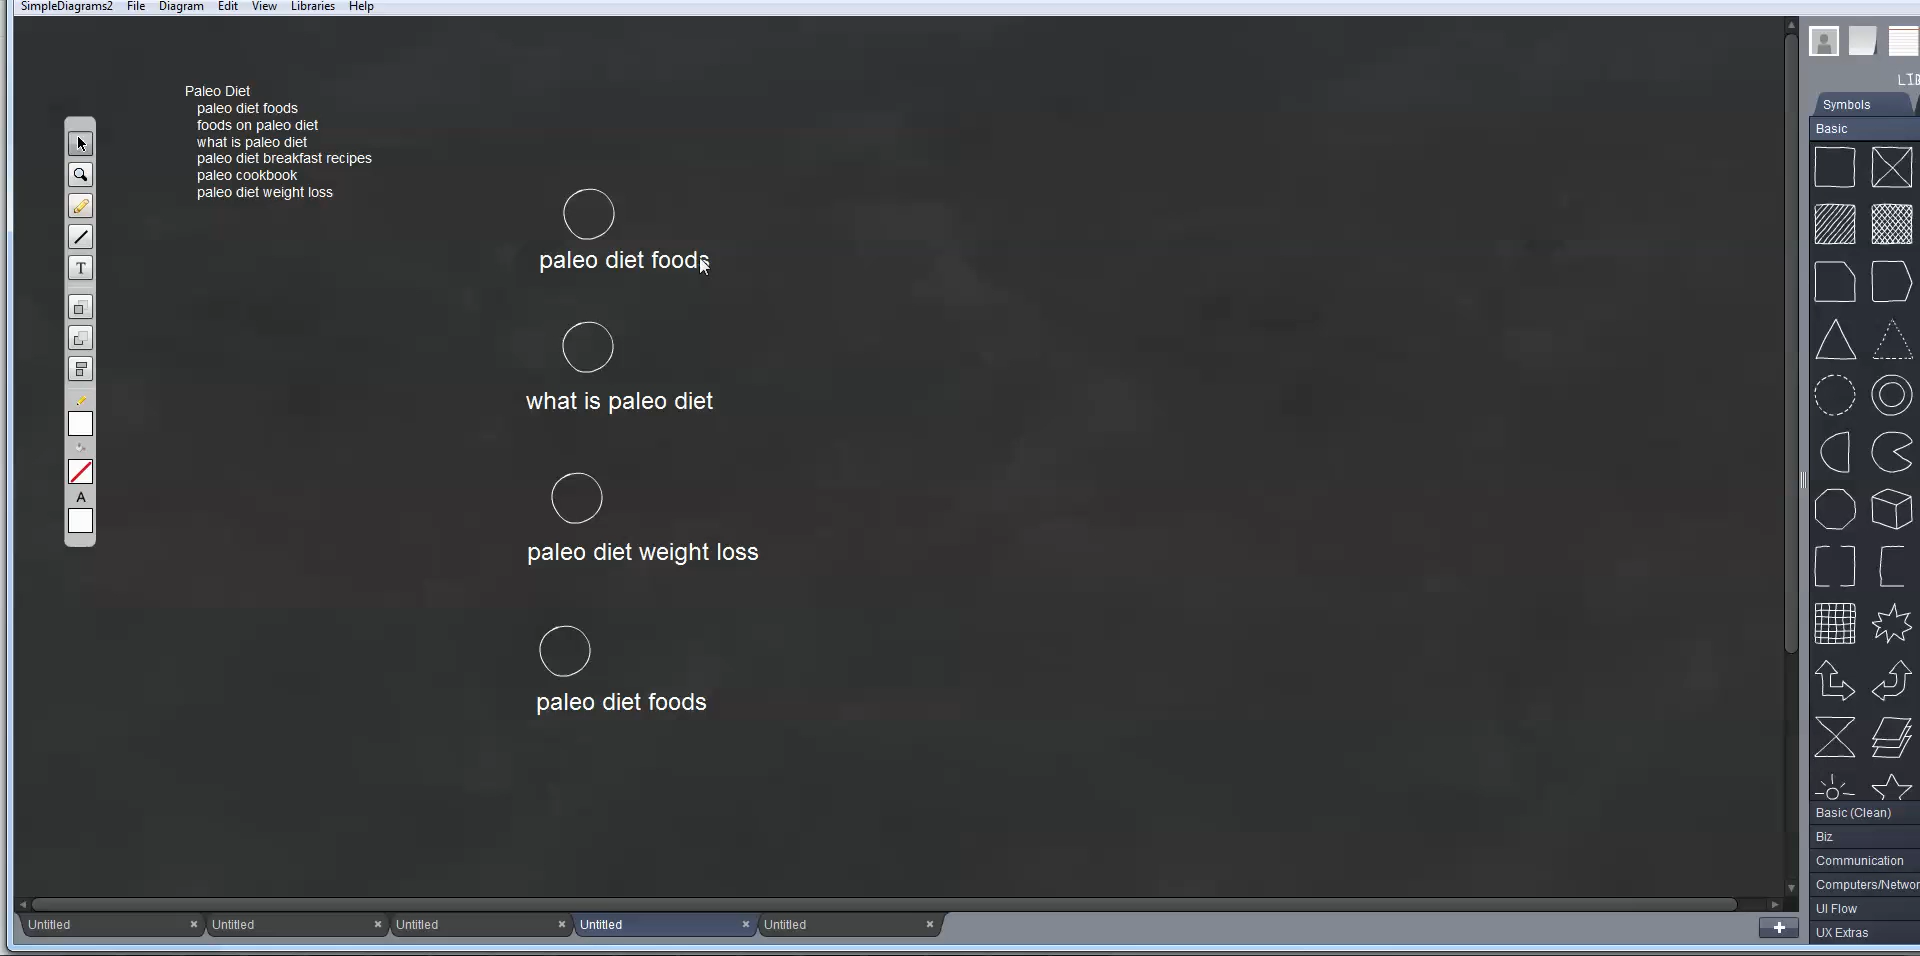 SimpleDiagrams2 File Diagram Edit View Libraries Help
Paleo Diet
paleo diet foods
foods on paleo diet
what is paleo diet
paleo diet breakfast recipes
paleo cookbook
paleo diet weight loss
paleo diet foods
what is paleo diet
paleo diet weight loss
paleo diet foods
T
A
Symbols
Basic
Basic (Clean)
Biz
Communication
UI Flow
UX Extras
Untitled Untitled Untitled Untitled Untitled